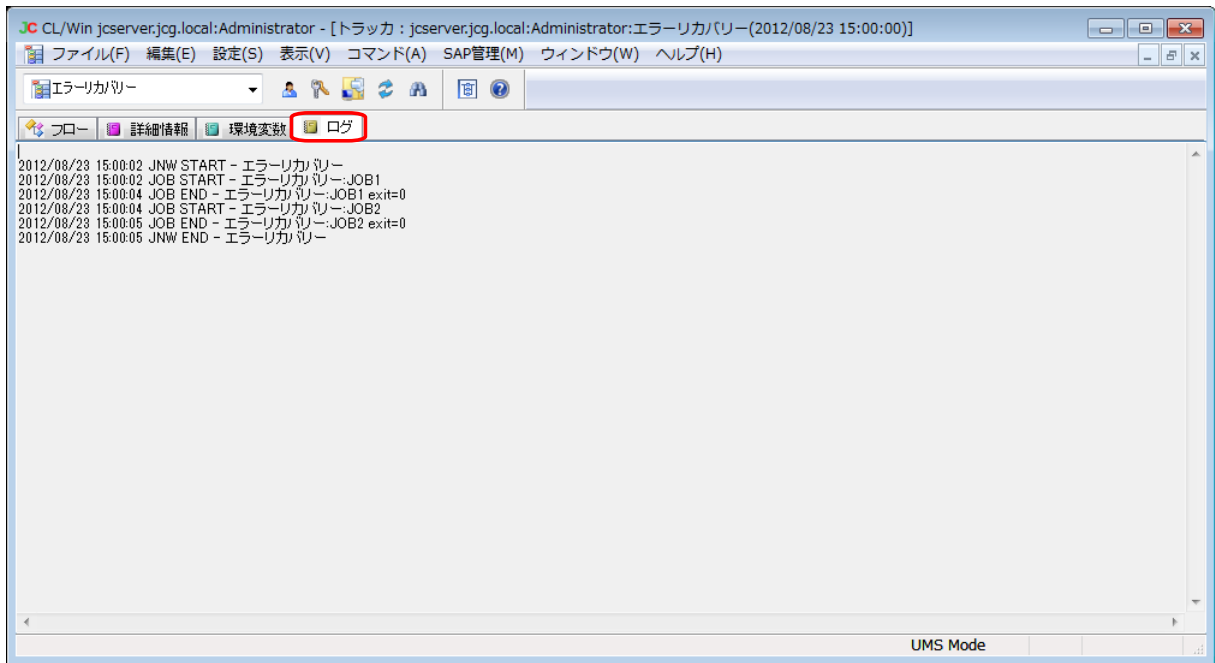 JC CL/Win jcserver.jcg.local:Administrator - [トラッカ : jcserver.jcg.local:Administrator:エラーリカバリー(2012/08/23 15:00:00)]
ファイル(F) 編集(E) 設定(S) 表示(V) コマンド(A) SAP管理(M) ウィンドウ(W) ヘルプ(H)
エラーリカバリー
フロー 詳細情報 環境変数 ログ
2012/08/23 15:00:02 JNW START - エラーリカバリー
2012/08/23 15:00:02 JOB START - エラーリカバリー:JOB1
2012/08/23 15:00:04 JOB END - エラーリカバリー:JOB1 exit=0
2012/08/23 15:00:04 JOB START - エラーリカバリー:JOB2
2012/08/23 15:00:05 JOB END - エラーリカバリー:JOB2 exit=0
2012/08/23 15:00:05 JNW END - エラーリカバリー
UMS Mode